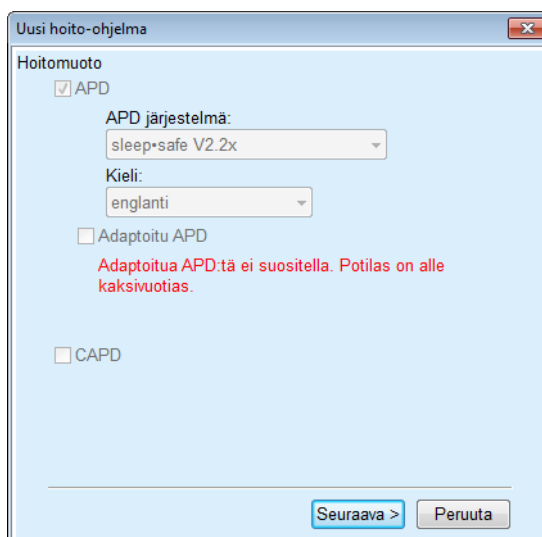 Uusi hoito-ohjelma
Hoitomuoto
APD
APD järjestelmä:
sleep•safe V2.2x
Kieli:
englanti
Adaptoitu APD
Adaptoitua APD:tä ei suositella. Potilas on alle
kaksivuotias.
CAPD
Seuraava >
Peruuta